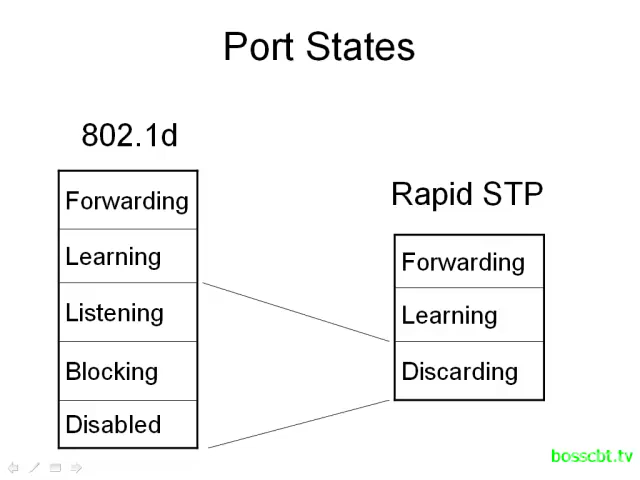 Port States
802.1d
Forwarding
Learning
Listening
Blocking
Disabled
Rapid STP
Forwarding
Learning
Discarding
bosscbt.tv